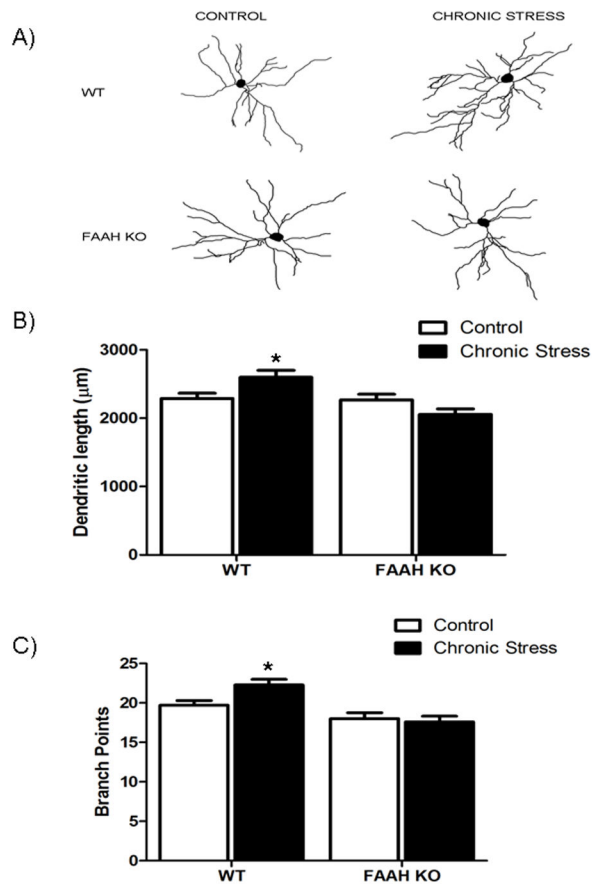 CONTROL CHRONIC STRESS
A)
WT
FAAH KO
B)
Control
Chronic Stress
3000
*
2000
1000
0
Dendritic length (μm)
WT FAAH KO
C)
Control
Chronic Stress
25
*
20
15
10
5
0
Branch Points
WT FAAH KO